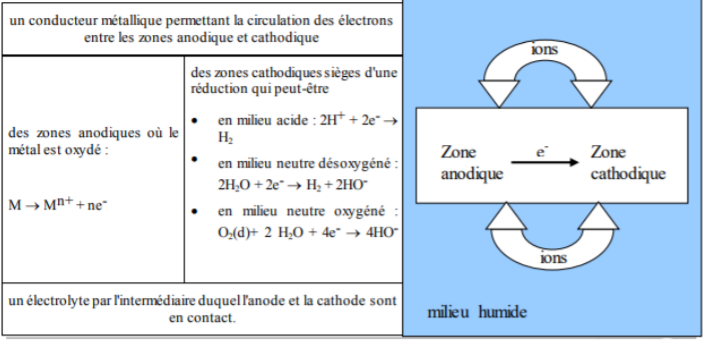 un conducteur métallique permettant la circulation des électrons
entre les zones anodique et cathodique
des zones anodiques où le
métal est oxydé :
M → Mⁿ⁺ + ne⁻
des zones cathodiques sièges d'une
réduction qui peut-être
• en milieu acide : 2H⁺ + 2e⁻ →
H₂
• en milieu neutre désoxygéné :
2H₂O + 2e⁻ → H₂ + 2HO⁻
• en milieu neutre oxygéné :
O₂(d)+ 2 H₂O + 4e⁻ → 4HO⁻
un électrolyte par l'intermédiaire duquel l'anode et la cathode sont
en contact.
ions
Zone
anodique
e⁻
Zone
cathodique
ions
milieu humide